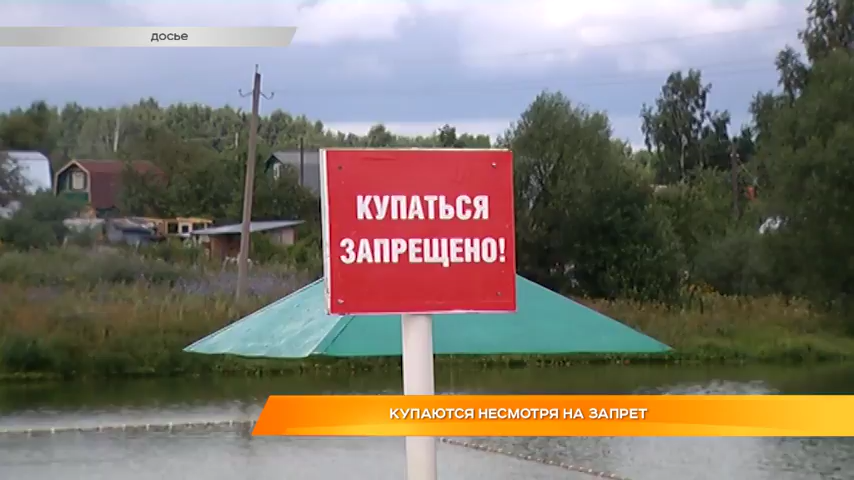 досье
КУПАТЬСЯ
ЗАПРЕЩЕНО!
КУПАЮТСЯ НЕСМОТРЯ НА ЗАПРЕТ